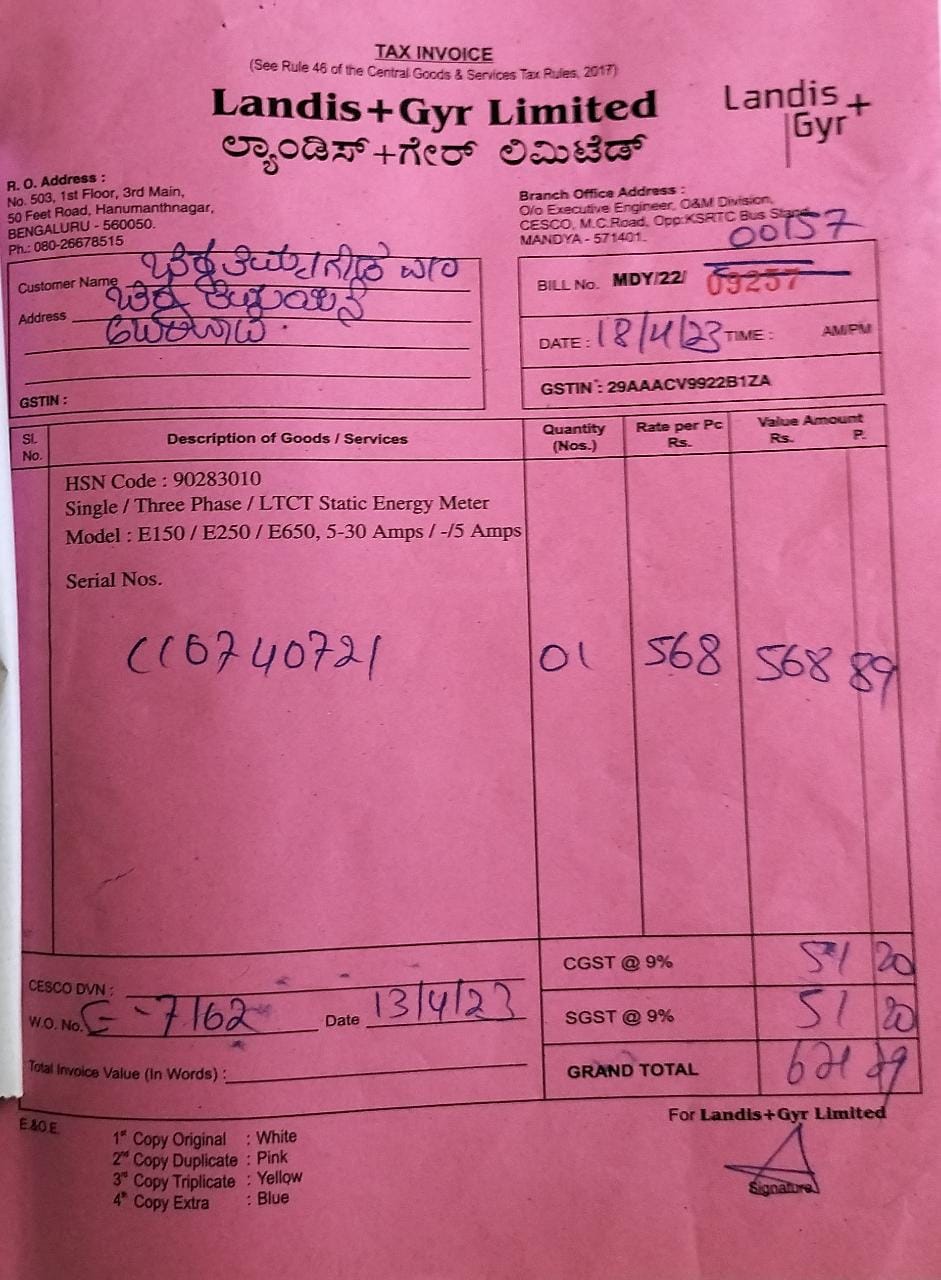 TAX INVOICE
(See Rule 46 of the Central Goods & Services Tax Rules, 2017)
Landis+Gyr Limited
ಲ್ಯಾಂಡಿಸ್+ಗೇರ್ ಲಿಮಿಟೆಡ್
Landis+
Gyr
R. O. Address :
No. 503, 1st Floor, 3rd Main,
50 Feet Road, Hanumanthnagar,
BENGALURU - 560050.
Ph.: 080-26678515
Branch Office Address :
O/o Executive Engineer, O&M Division,
CESCO, M.C.Road, Opp:KSRTC Bus Stand
MANDYA - 571401.
00157
Customer Name
Address
GSTIN :
BILL No. MDY/22/ 09257
DATE : 18/4/23 TIME : AM/PM
GSTIN : 29AAACV9922B1ZA
Sl. No. Description of Goods / Services Quantity (Nos.) Rate per Pc Rs. Value Amount Rs. P.
HSN Code : 90283010
Single / Three Phase / LTCT Static Energy Meter
Model : E150 / E250 / E650, 5-30 Amps / -/5 Amps
Serial Nos.
01 568 568 89
CGST @ 9% 51 20
SGST @ 9% 51 20
GRAND TOTAL
CESCO DVN :
W.O. No. 7162 Date 13/4/23
Total Invoice Value (In Words) :
E.&O.E.
For Landis+Gyr Limited
1st Copy Original : White
2nd Copy Duplicate : Pink
3rd Copy Triplicate : Yellow
4th Copy Extra : Blue
Signature